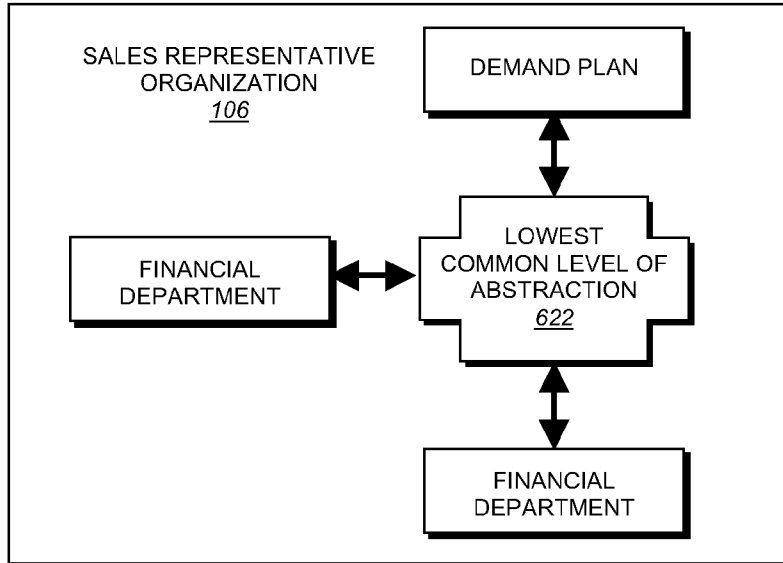 SALES REPRESENTATIVE
ORGANIZATION
106
DEMAND PLAN
LOWEST
COMMON LEVEL OF
ABSTRACTION
622
FINANCIAL
DEPARTMENT
FINANCIAL
DEPARTMENT